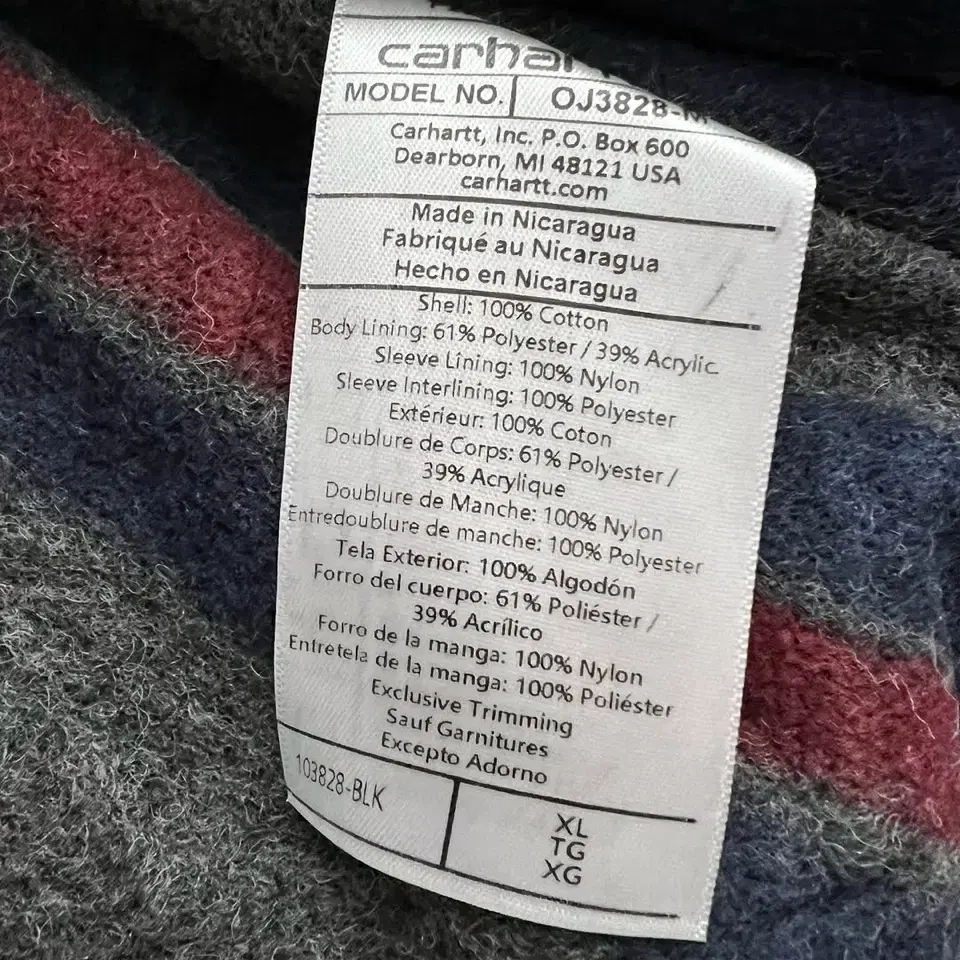 carha
MODEL NO. OJ3828-M
Carhartt, Inc. P.O. Box 600
Dearborn, MI 48121 USA
carhartt.com
Made in Nicaragua
Fabriqué au Nicaragua
Hecho en Nicaragua
Shell: 100% Cotton
Body Lining: 61% Polyester / 39% Acrylic
Sleeve Lining: 100% Nylon
Sleeve Interlining: 100% Polyester
Extérieur: 100% Coton
Doublure de Corps: 61% Polyester /
39% Acrylique
Doublure de Manche: 100% Nylon
Entredoublure de manche: 100% Polyester
Tela Exterior: 100% Algodón
Forro del cuerpo: 61% Poliéster /
39% Acrílico
Forro de la manga: 100% Nylon
Entretela de la manga: 100% Poliéster
Exclusive Trimming
Sauf Garnitures
Excepto Adorno
103828-BLK
XL
TG
XG